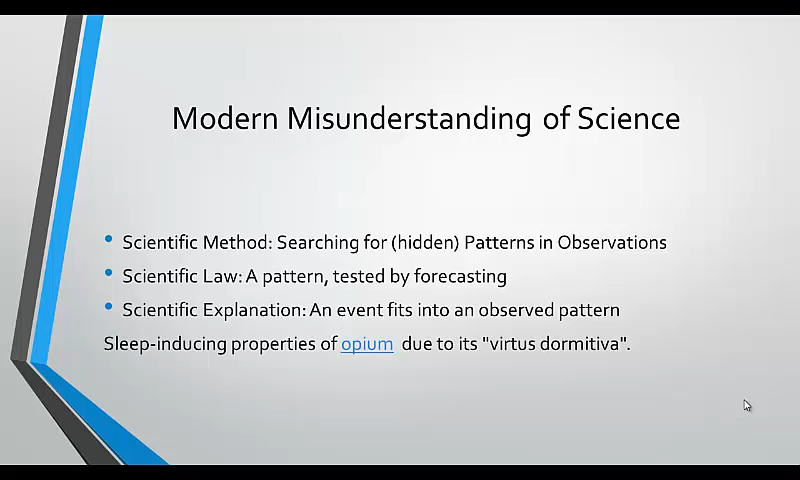 Modern Misunderstanding of Science
• Scientific Method: Searching for (hidden) Patterns in Observations
• Scientific Law: A pattern, tested by forecasting
• Scientific Explanation: An event fits into an observed pattern
Sleep-inducing properties of opium due to its "virtus dormitiva".